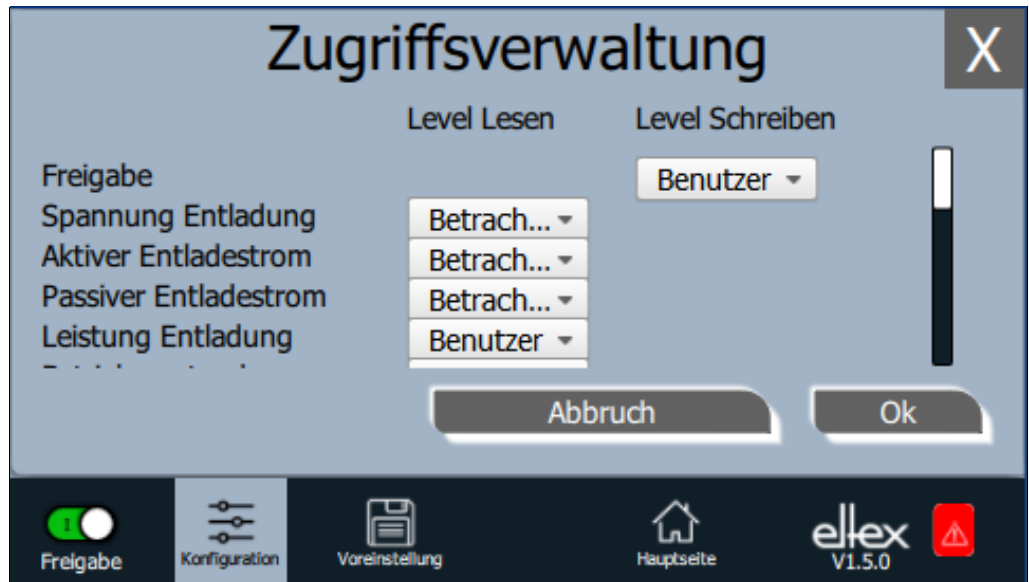 Zugriffsverwaltung X
Level Lesen Level Schreiben
Freigabe Benutzer
Spannung Entladung Betrach...
Aktiver Entladestrom Betrach...
Passiver Entladestrom Betrach...
Leistung Entladung Benutzer
Abbruch Ok
I
Freigabe Konfiguration Voreinstellung Hauptseite eltex V1.5.0